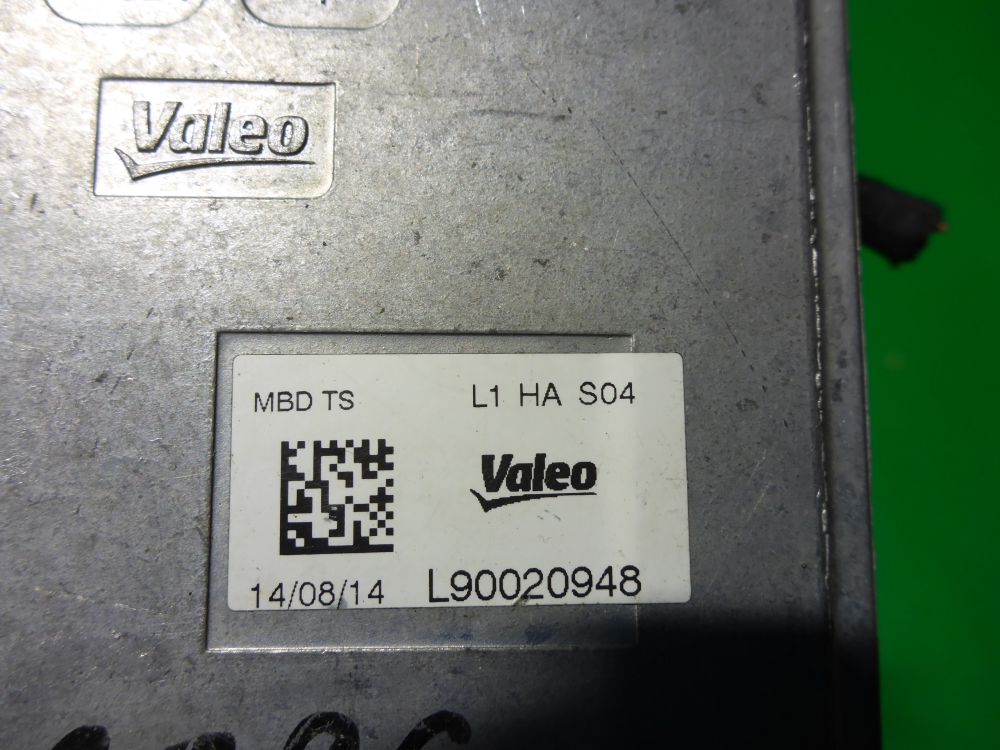 Valeo
MBD TS L1 HA S04
Valeo
14/08/14 L90020948